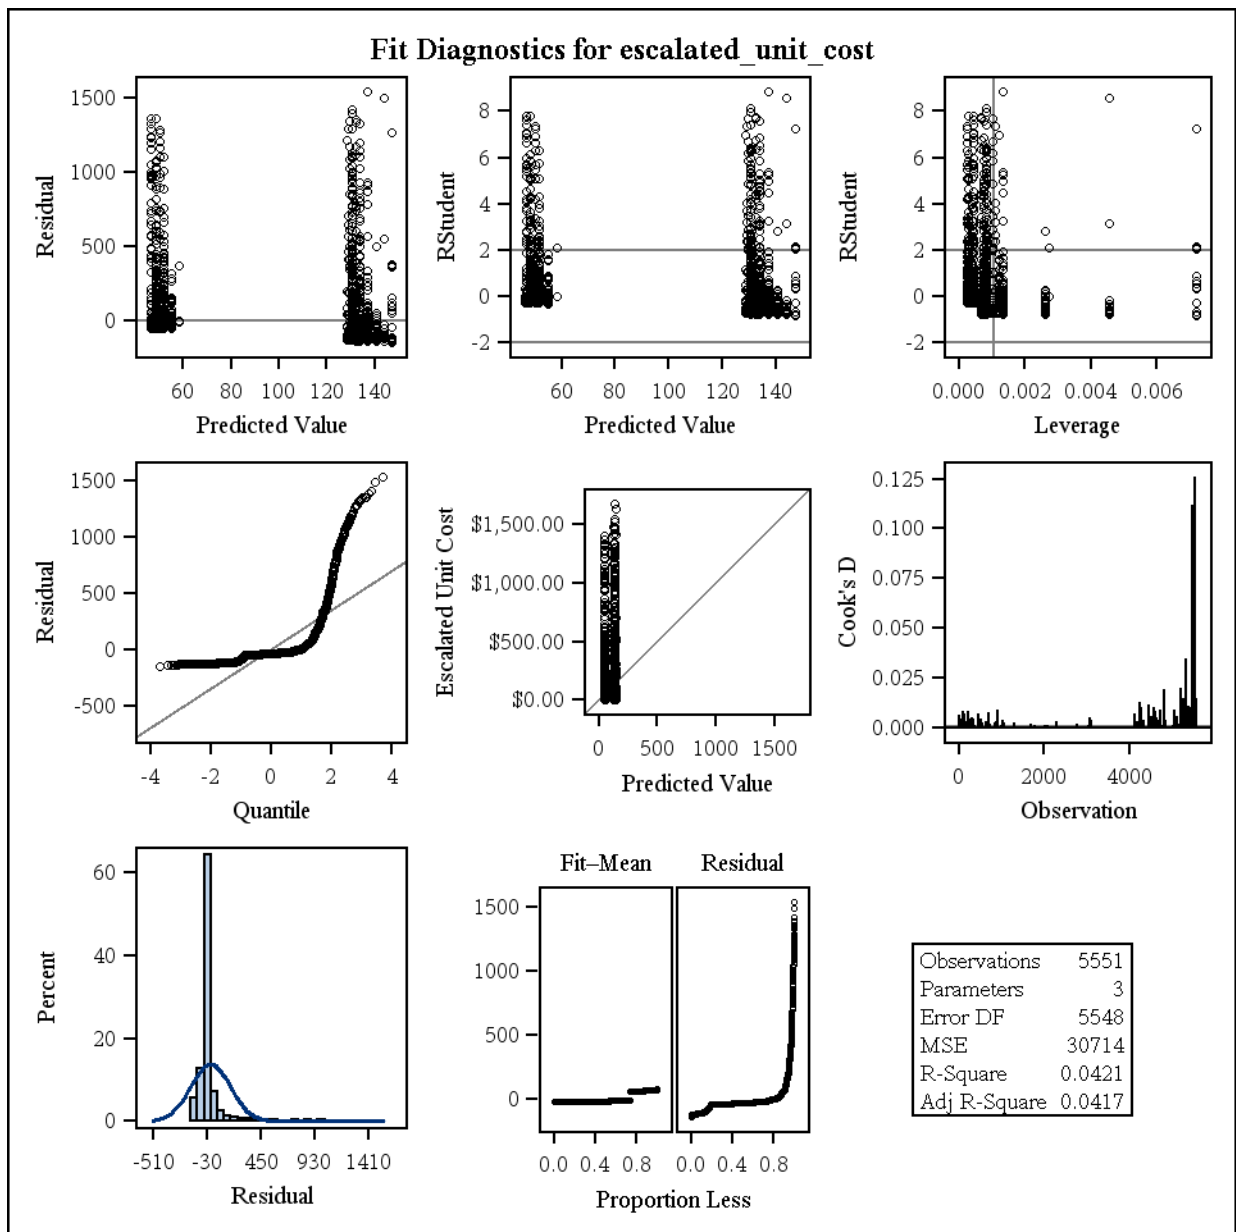 Fit Diagnostics for escalated_unit_cost
Residual
1500
1000
500
0
60 80 100 120 140
Predicted Value
RStudent
8
6
4
2
0
-2
60 80 100 120 140
Predicted Value
RStudent
8
6
4
2
0
-2
0.000 0.002 0.004 0.006
Leverage
Residual
1500
1000
500
0
-500
-4 -2 0 2 4
Quantile
Escalated Unit Cost
$1,500.00
$1,000.00
$500.00
$0.00
0 500 1000 1500
Predicted Value
Cook's D
0.125
0.100
0.075
0.050
0.025
0.000
0 2000 4000
Observation
Percent
60
40
20
0
-510 -30 450 930 1410
Residual
Fit–Mean Residual
1500
1000
500
0
0.0 0.4 0.8 0.0 0.4 0.8
Proportion Less
Observations 5551
Parameters 3
Error DF 5548
MSE 30714
R-Square 0.0421
Adj R-Square 0.0417